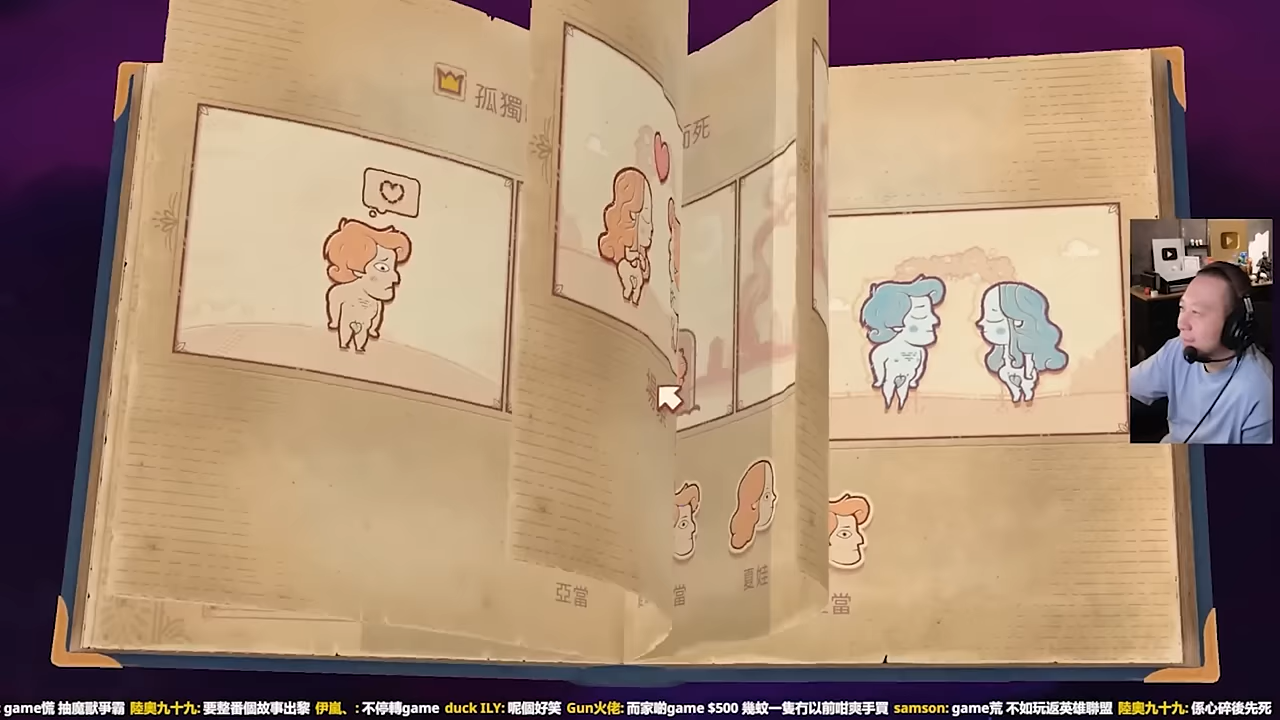 孤獨
死
亞當
當
夏娃
當
game慌 抽魔獸爭霸 陸奧九十九: 要整番個故事出黎 伊嵐、: 不停轉game duck ILY: 呢個好笑 Gun火佬: 而家啲game $500 幾蚊一隻冇以前咁爽手買 samson: game荒 不如玩返英雄聯盟 陸奧九十九: 係心碎後先死